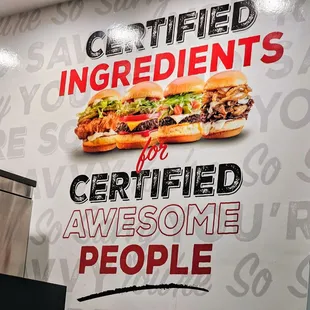 CERTIFIED
INGREDIENTS
for
CERTIFIED
AWESOME
PEOPLE